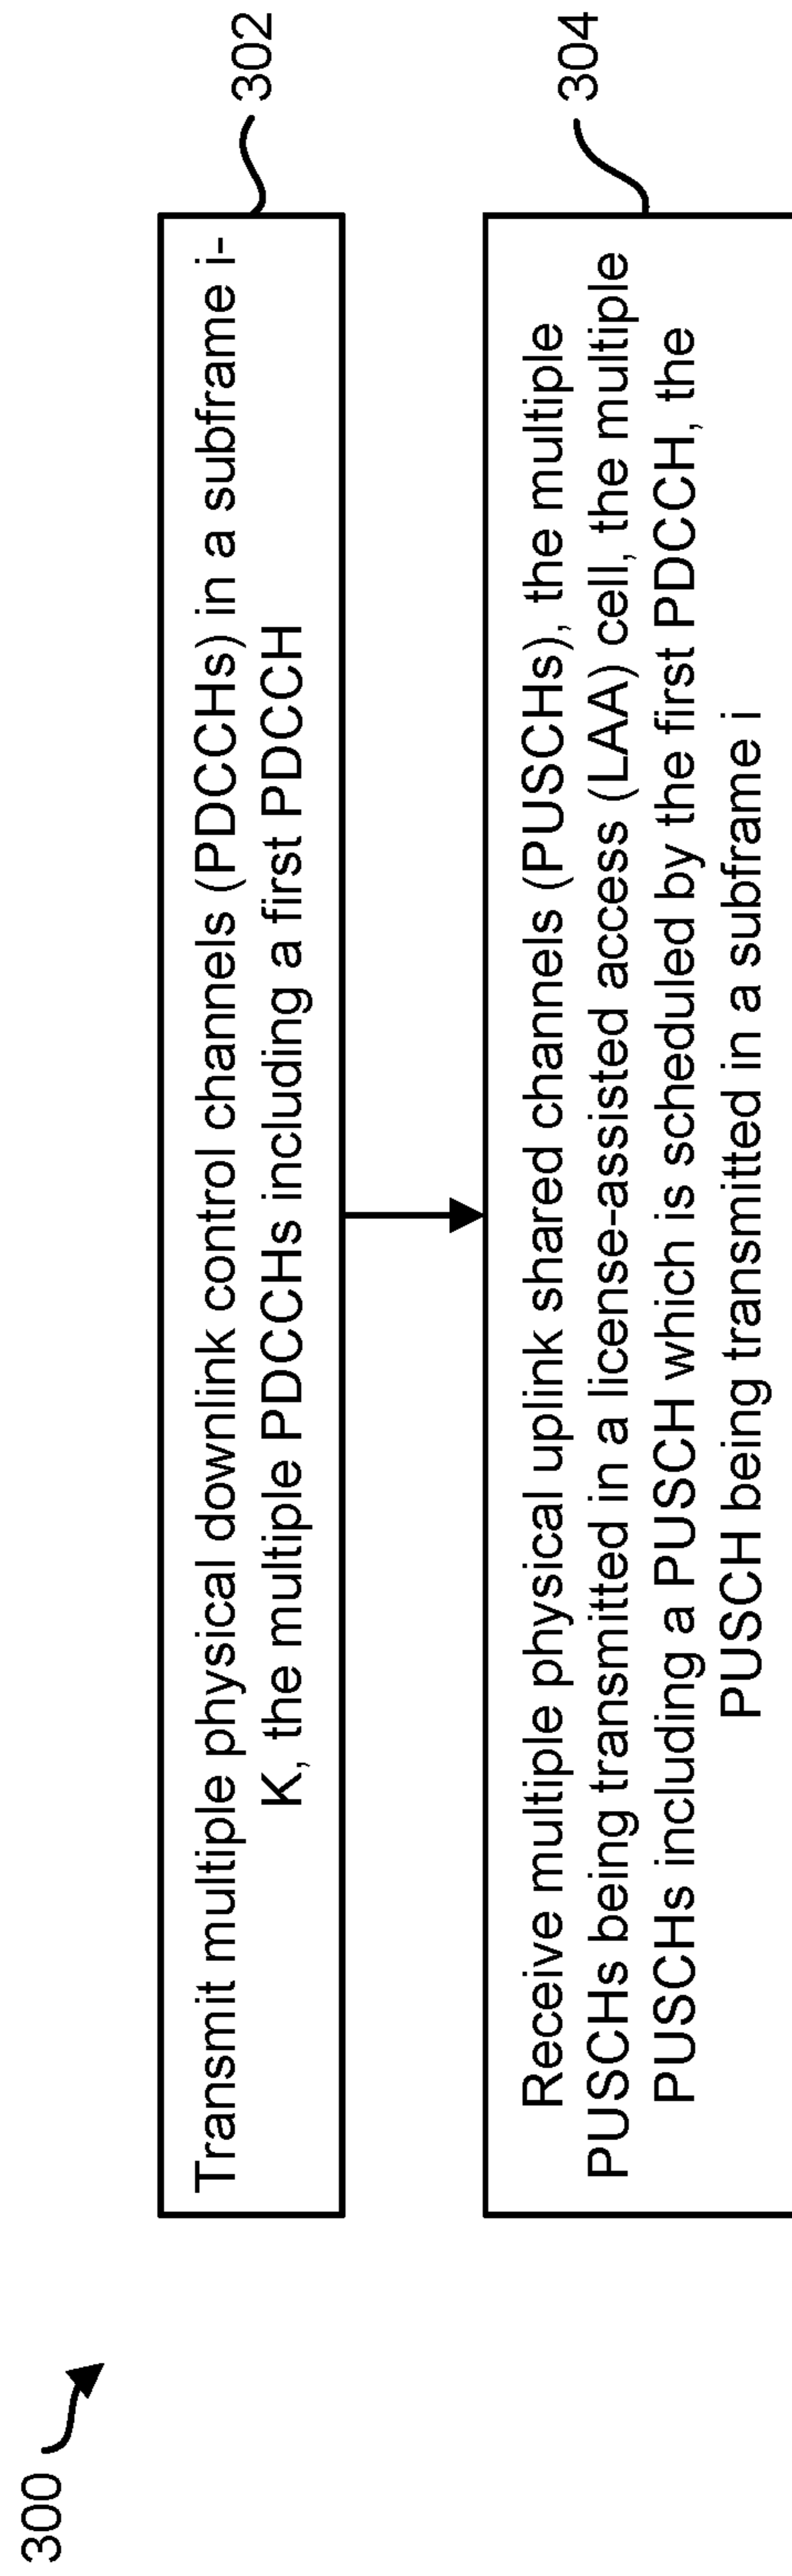 300
302
Transmit multiple physical downlink control channels (PDCCHs) in a subframe i-
K, the multiple PDCCHs including a first PDCCH
304
Receive multiple physical uplink shared channels (PUSCHs), the multiple
PUSCHs being transmitted in a license-assisted access (LAA) cell, the multiple
PUSCHs including a PUSCH which is scheduled by the first PDCCH, the
PUSCH being transmitted in a subframe i